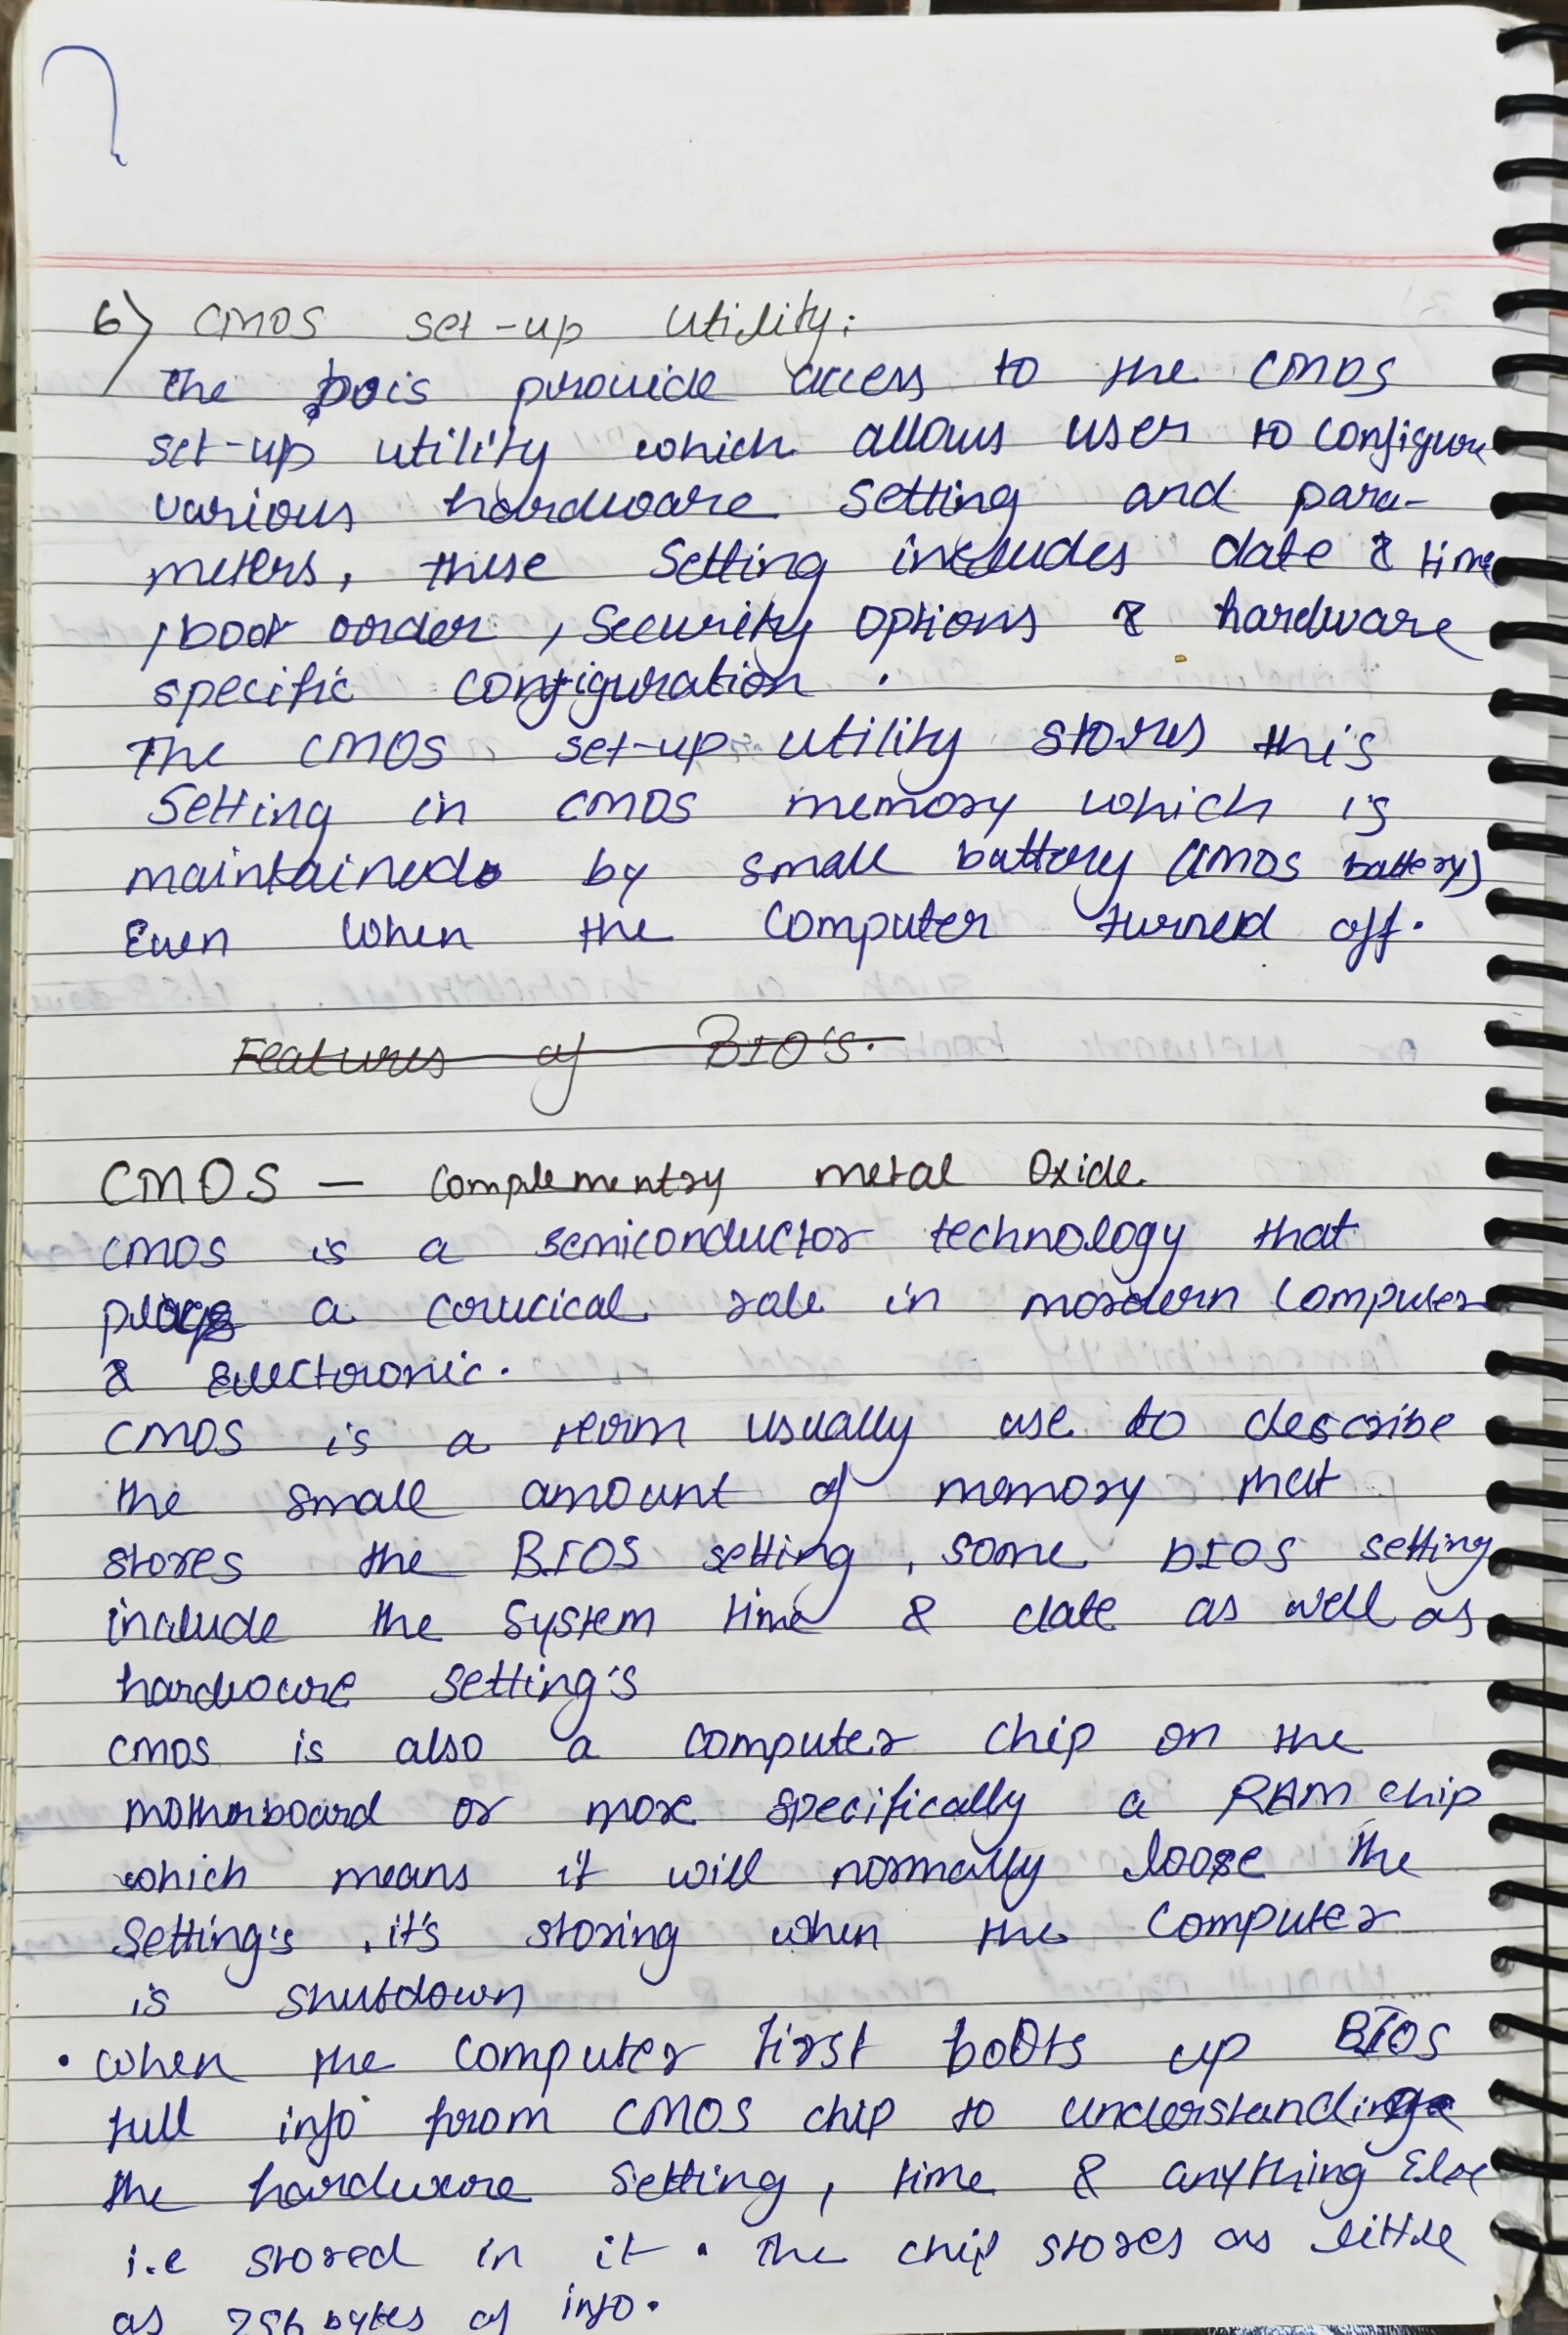 6) CMOS set-up utility:
The bois provide access to the CMOS
set-up utility which allows user to configure
various hardware setting and para-
meters, these setting includes date & time
, boot order, security options & hardware
specific configuration.
The CMOS set-up utility stores this
setting in CMOS memory which is
maintained by small battery (CMOS battery)
Even when the computer turned off.
Features of BIO'S.
CMOS — Complementry metal Oxide
CMOS is a semiconductor technology that
plays a crucical role in mordern computer
& electronic.
CMOS is a term usually use to describe
the small amount of memory that
stores the BIOS setting, some bIOS setting
include the system time & date as well as
hardware setting's
CMOS is also a computer chip on the
motherboard or more specifically a RAM chip
which means it will normally loose the
setting's, it's storing when the computer
is shutdown
• when the computer first boots up BIOS
full info from CMOS chip to understanding
the hardware setting, time & anything Else
i.e stored in it. The chip stores as little
as 256 bytes of info.